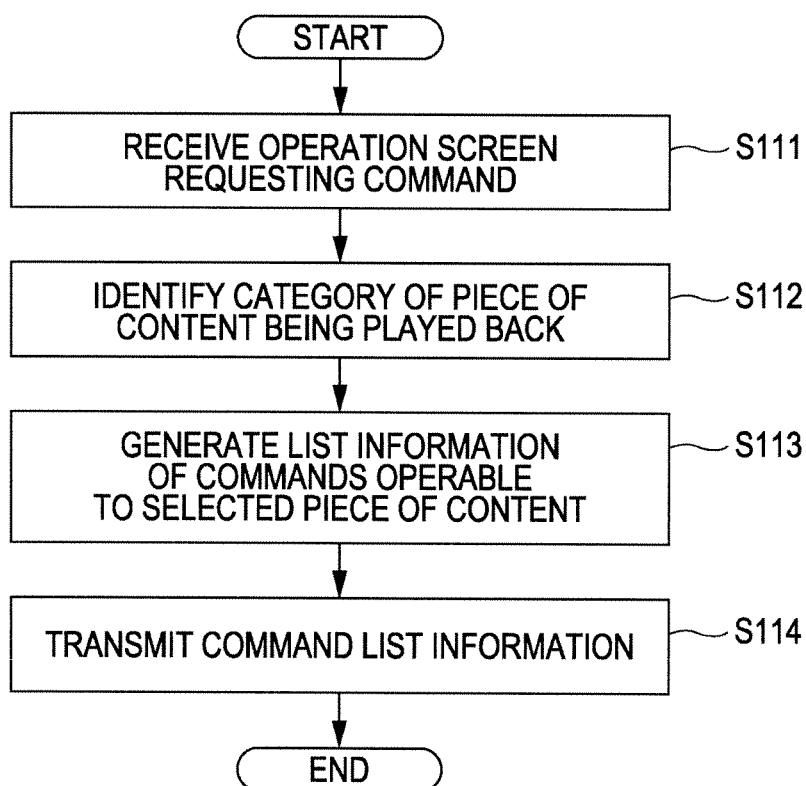 START
RECEIVE OPERATION SCREEN
REQUESTING COMMAND
S111
IDENTIFY CATEGORY OF PIECE OF
CONTENT BEING PLAYED BACK
S112
GENERATE LIST INFORMATION
OF COMMANDS OPERABLE
TO SELECTED PIECE OF CONTENT
S113
TRANSMIT COMMAND LIST INFORMATION
S114
END